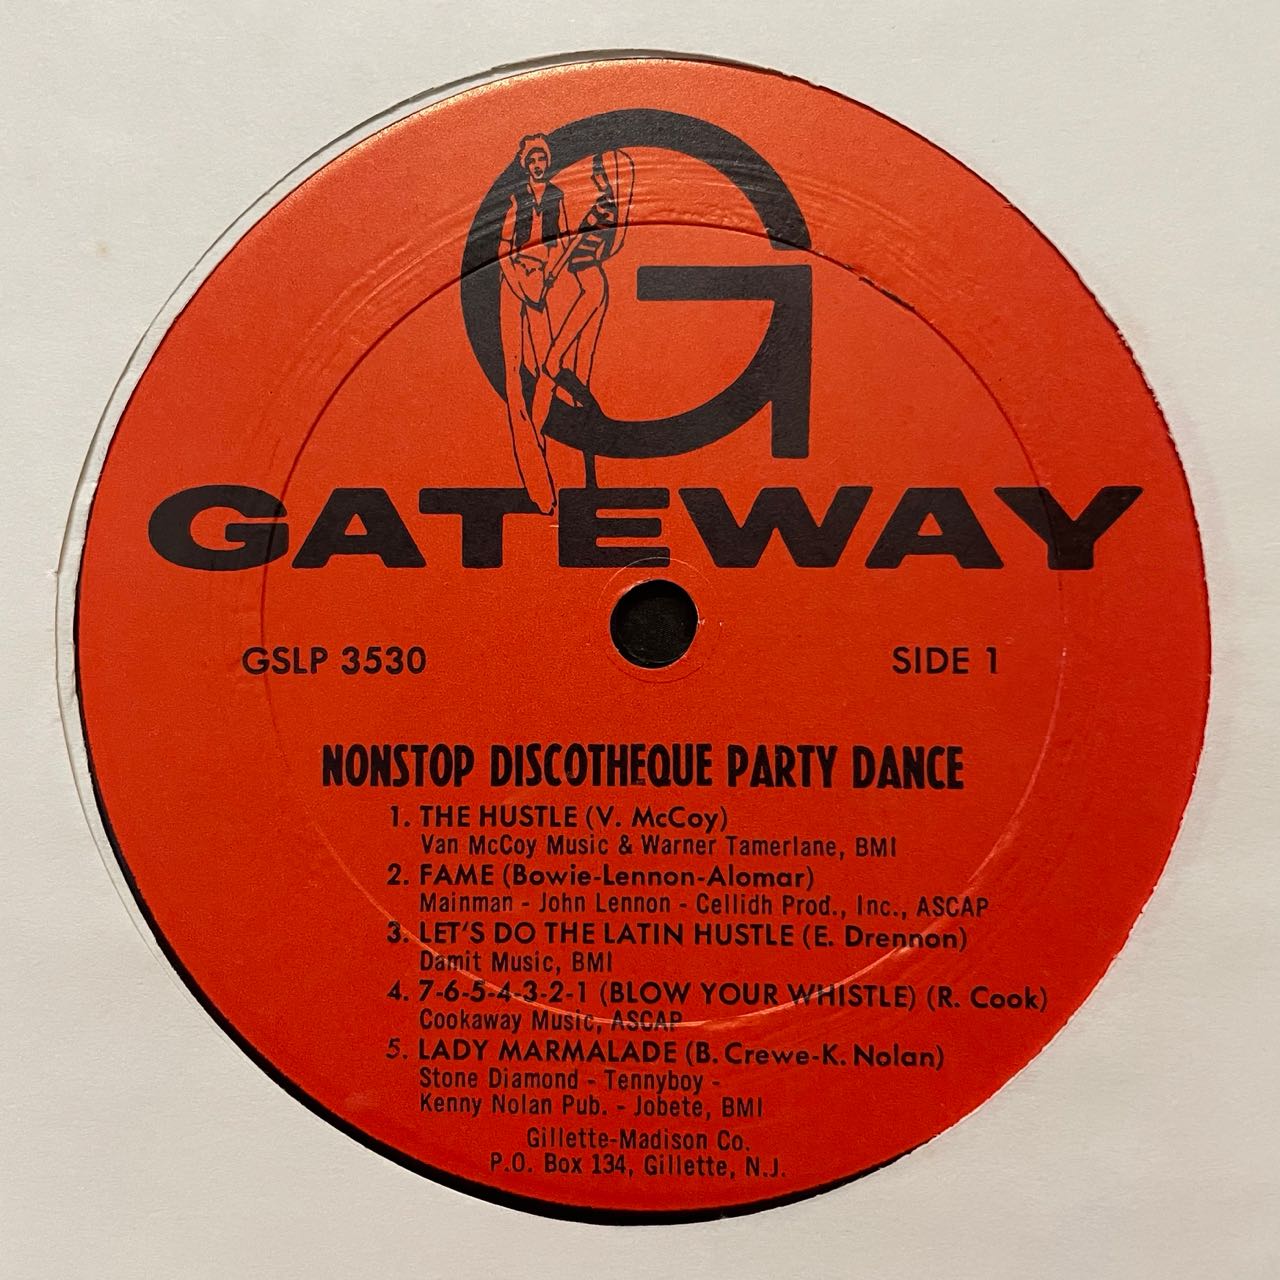 G
GATEWAY
GSLP 3530
SIDE 1
NONSTOP DISCOTHEQUE PARTY DANCE
1. THE HUSTLE (V. McCoy)
Van McCoy Music & Warner Tamerlane, BMI
2. FAME (Bowie-Lennon-Alomar)
Mainman - John Lennon - Cellidh Prod., Inc., ASCAP
3. LET'S DO THE LATIN HUSTLE (E. Drennon)
Damit Music, BMI
4. 7-6-5-4-3-2-1 (BLOW YOUR WHISTLE) (R. Cook)
Cookaway Music, ASCAP
5. LADY MARMALADE (B. Crewe-K. Nolan)
Stone Diamond - Tennyboy -
Kenny Nolan Pub. - Jobete, BMI
Gillette-Madison Co.
P.O. Box 134, Gillette, N.J.